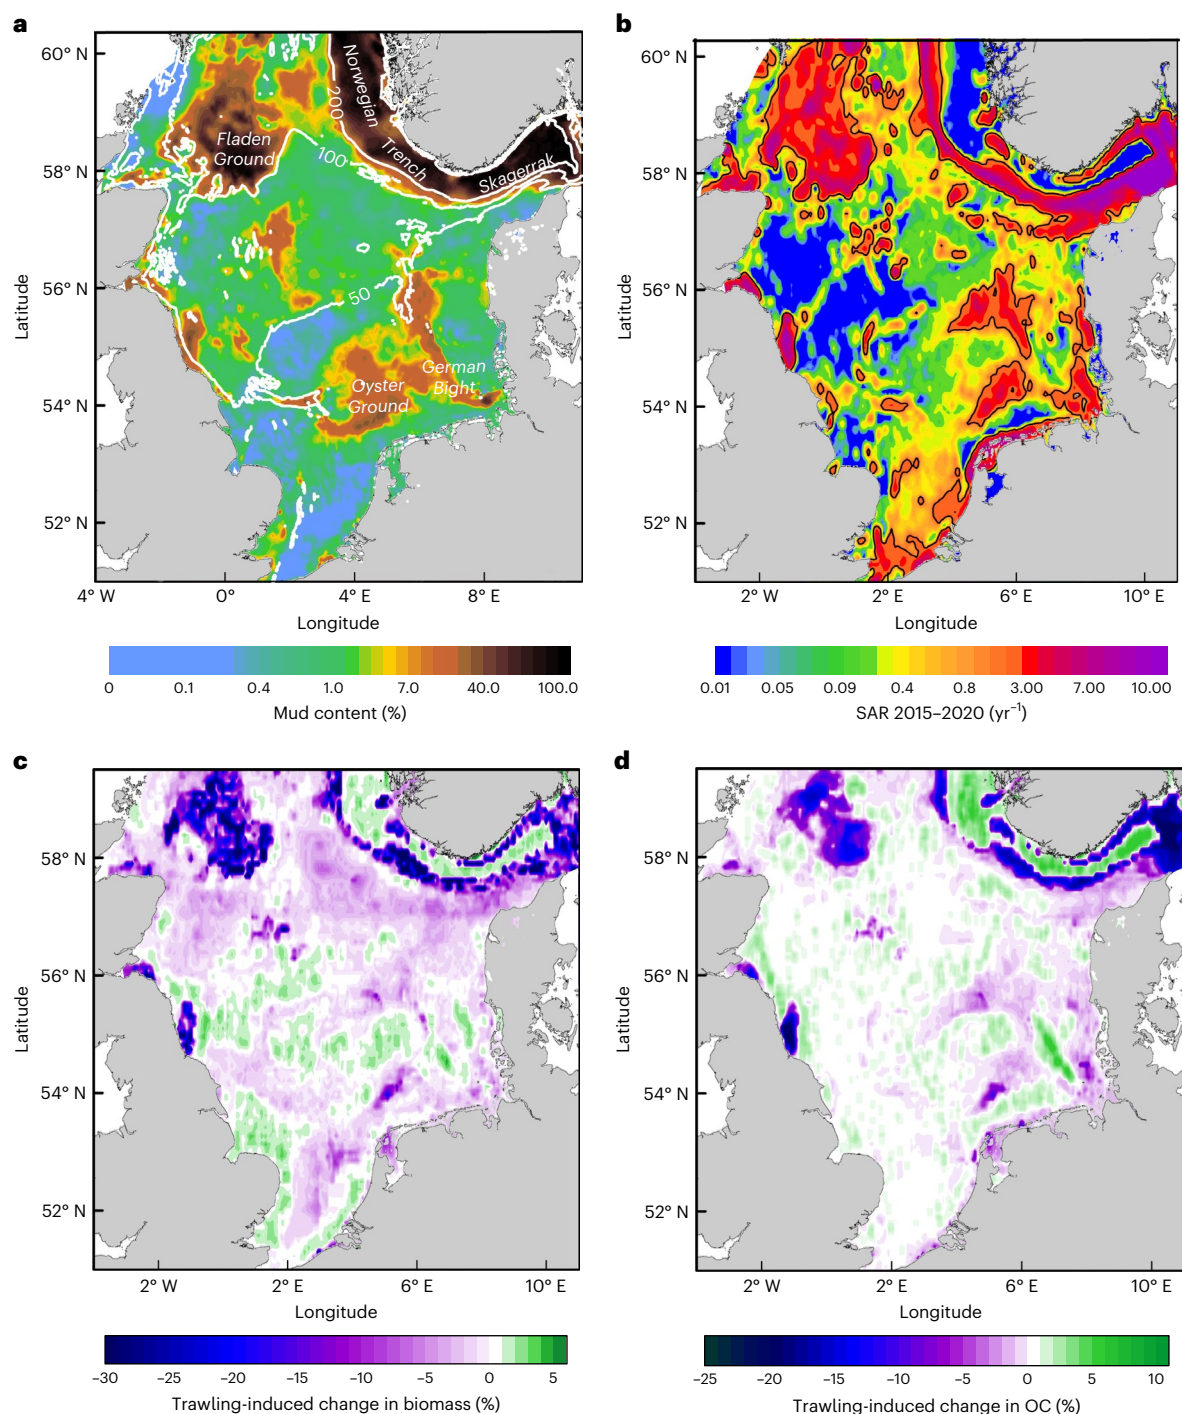 a
60° N
58° N
56° N
54° N
52° N
Latitude
Norwegian
Trench
200
100
50
Fladen
Ground
Skagerrak
German
Bight
Oyster
Ground
4° W
0°
4° E
8° E
Longitude
0
0.1
0.4
1.0
7.0
40.0
100.0
Mud content (%)
b
60° N
58° N
56° N
54° N
52° N
Latitude
2° W
2° E
6° E
10° E
Longitude
0.01
0.05
0.09
0.4
0.8
3.00
7.00
10.00
SAR 2015–2020 (yr⁻¹)
c
58° N
56° N
54° N
52° N
Latitude
2° W
2° E
6° E
10° E
Longitude
−30
−25
−20
−15
−10
−5
0
5
Trawling-induced change in biomass (%)
d
58° N
56° N
54° N
52° N
Latitude
2° W
2° E
6° E
10° E
Longitude
−25
−20
−15
−10
−5
0
5
10
Trawling-induced change in OC (%)